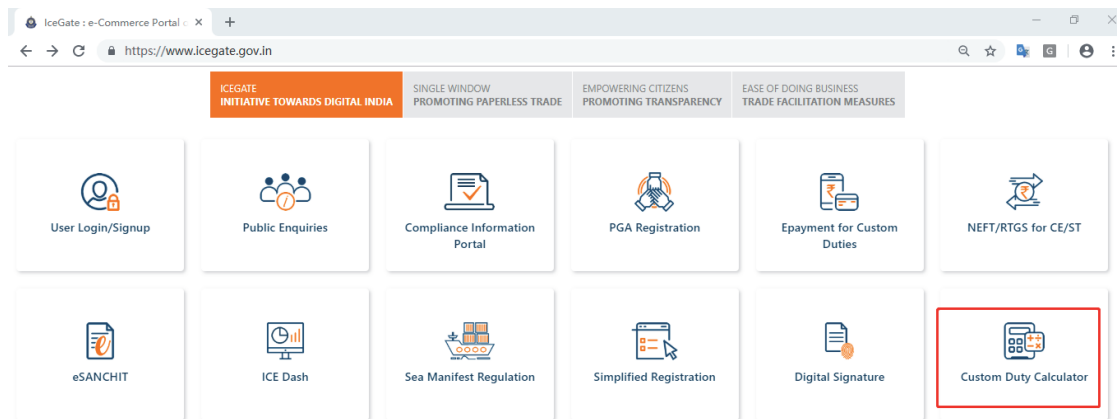 IceGate : e-Commerce Portal
https://www.icegate.gov.in
G
ICEGATE
INITIATIVE TOWARDS DIGITAL INDIA
SINGLE WINDOW
PROMOTING PAPERLESS TRADE
EMPOWERING CITIZENS
PROMOTING TRANSPARENCY
EASE OF DOING BUSINESS
TRADE FACILITATION MEASURES
User Login/Signup
Public Enquiries
Compliance Information
Portal
PGA Registration
Epayment for Custom
Duties
NEFT/RTGS for CE/ST
eSANCHIT
ICE Dash
Sea Manifest Regulation
Simplified Registration
Digital Signature
Custom Duty Calculator